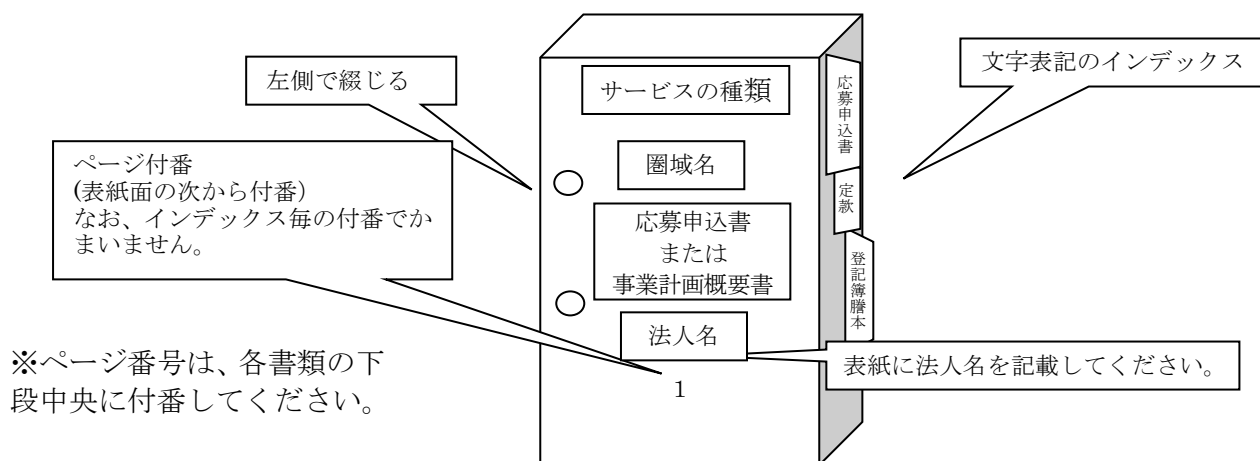 左側で綴じる
サービスの種類
文字表記のインデックス
応募申込書
ページ付番
(表紙面の次から付番）
なお、インデックス毎の付番でか
まいません。
圏域名
定款
応募申込書
または
事業計画概要書
登記簿謄本
法人名
※ページ番号は、各書類の下
段中央に付番してください。
1
表紙に法人名を記載してください。